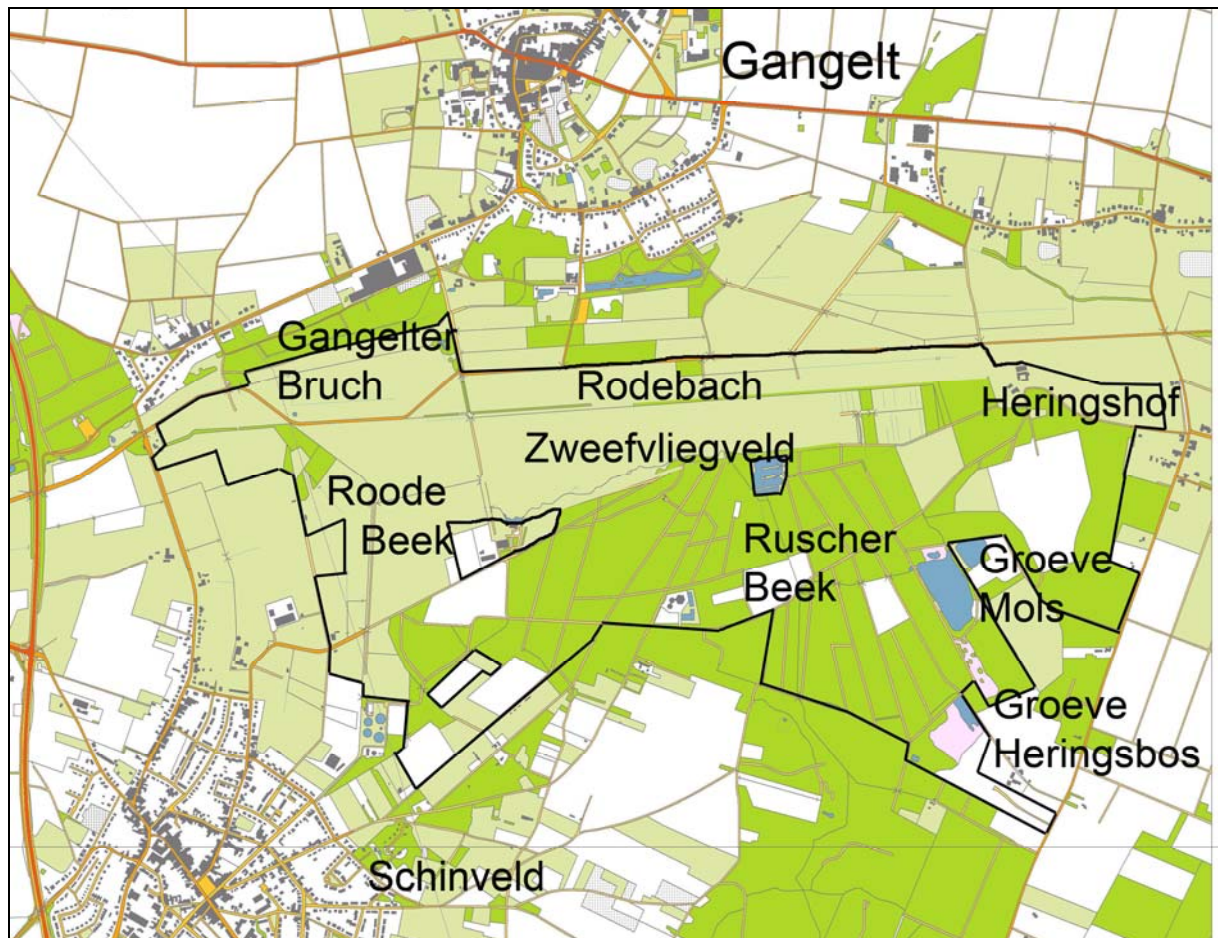 Gangelt
Gangelter
Bruch
Rodebach
Heringshof
Zweefvliegveld
Roode
Beek
Ruscher
Beek
Groeve
Mols
Groeve
Heringsbos
Schinveld